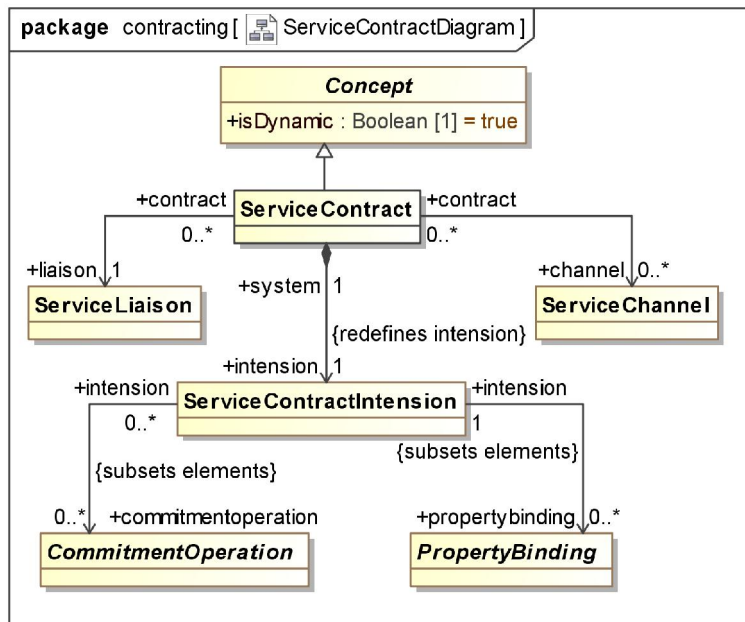 package contracting [ ServiceContractDiagram ]
Concept
+isDynamic : Boolean [1] = true
+contract
ServiceContract
+contract
0..*
0..*
+liaison 1
+system 1
+channel 0..*
ServiceLiaison
ServiceChannel
{redefines intension}
+intension 1
+intension
ServiceContractIntension
+intension
0..*
1
{subsets elements}
{subsets elements}
0..* +commitmentoperation
+propertybinding 0..*
CommitmentOperation
PropertyBinding